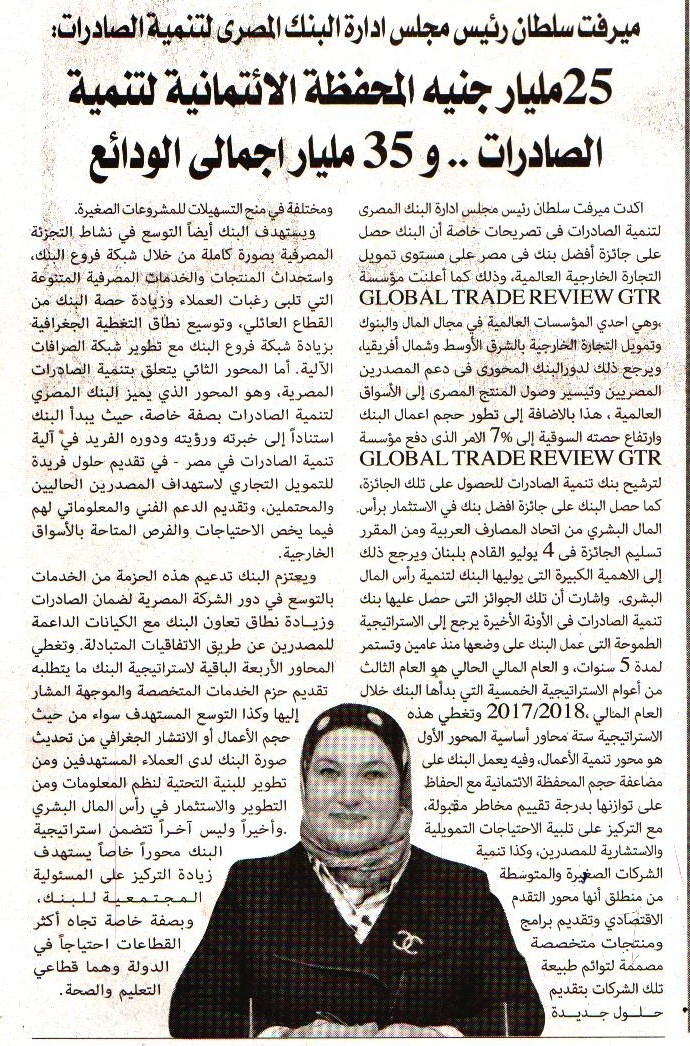 ميرفت سلطان رئيس مجلس ادارة البنك المصرى لتنمية الصادرات:
25مليار جنيه المحفظة الائتمانية لتنمية
الصادرات .. و 35 مليار اجمالى الودائع
اكدت ميرفت سلطان رئيس مجلس ادارة البنك المصرى
لتنمية الصادرات فى تصريحات خاصة أن البنك حصل
على جائزة أفضل بنك فى مصر على مستوى تمويل
التجارة الخارجية العالمية، وذلك كما أعلنت مؤسسة
GLOBAL TRADE REVIEW GTR
،وهي احدي المؤسسات العالمية في مجال المال والبنوك
وتمويل التجارة الخارجية بالشرق الأوسط وشمال أفريقيا،
ويرجع ذلك لدورالبنك المحورى فى دعم المصدرين
المصريين وتيسير وصول المنتج المصرى إلى الأسواق
العالمية ، هذا بالاضافة إلى تطور حجم اعمال البنك
وارتفاع حصته السوقية إلى 7% الامر الذى دفع مؤسسة
GLOBAL TRADE REVIEW GTR
لترشيح بنك تنمية الصادرات للحصول على تلك الجائزة،
كما حصل البنك على جائزة افضل بنك في الاستثمار برأس
المال البشري من اتحاد المصارف العربية ومن المقرر
تسليم الجائزة فى 4 يوليو القادم بلبنان ويرجع ذلك
إلى الاهمية الكبيرة التى يوليها البنك لتنمية رأس المال
البشرى. واشارت أن تلك الجوائز التى حصل عليها بنك
تنمية الصادرات فى الأونة الأخيرة يرجع إلى الاستراتيجية
الطموحة التى عمل البنك على وضعها منذ عامين وتستمر
لمدة 5 سنوات، و العام المالي الحالي هو العام الثالث
من أعوام الاستراتيجية الخمسية التي بدأها البنك خلال
العام المالي 2017/2018، وتغطي هذه
الاستراتيجية ستة محاور أساسية المحور الأول
هو محور تنمية الأعمال، وفيه يعمل البنك على
مضاعفة حجم المحفظة الائتمانية مع الحفاظ
على توازنها بدرجة تقييم مخاطر مقبولة،
مع التركيز على تلبية الاحتياجات التمويلية
والاستشارية للمصدرين، وكذا تنمية
الشركات الصغيرة والمتوسطة
من منطلق أنها محور التقدم
الاقتصادي وتقديم برامج
ومنتجات متخصصة
مصممة لتوائم طبيعة
تلك الشركات بتقديم
حلول جديدة
ومختلفة في منح التسهيلات للمشروعات الصغيرة.
ويستهدف البنك أيضاً التوسع في نشاط التجزئة
المصرفية بصورة كاملة من خلال شبكة فروع البنك،
واستحداث المنتجات والخدمات المصرفية المتنوعة
التي تلبى رغبات العملاء وزيادة حصة البنك من
القطاع العائلي، وتوسيع نطاق التغطية الجغرافية
بزيادة شبكة فروع البنك مع تطوير شبكة الصرافات
الآلية. أما المحور الثاني يتعلق بتنمية الصادرات
المصرية، وهو المحور الذي يميز البنك المصري
لتنمية الصادرات بصفة خاصة، حيث يبدأ البنك
استناداً إلى خبرته ورؤيته ودوره الفريد في آلية
تنمية الصادرات في مصر - في تقديم حلول فريدة
للتمويل التجاري لاستهداف المصدرين الحاليين
والمحتملين، وتقديم الدعم الفني والمعلوماتي لهم
فيما يخص الاحتياجات والفرص المتاحة بالأسواق
الخارجية.
ويعتزم البنك تدعيم هذه الحزمة من الخدمات
بالتوسع في دور الشركة المصرية لضمان الصادرات
وزيادة نطاق تعاون البنك مع الكيانات الداعمة
للمصدرين عن طريق الاتفاقيات المتبادلة. وتغطي
المحاور الأربعة الباقية لاستراتيجية البنك ما يتطلبه
تقديم حزم الخدمات المتخصصة والموجهة المشار
إليها وكذا التوسع المستهدف سواء من حيث
حجم الأعمال أو الانتشار الجغرافي من تحديث
صورة البنك لدى العملاء المستهدفين ومن
تطوير للبنية التحتية لنظم المعلومات ومن
التطوير والاستثمار في رأس المال البشري
.وأخيراً وليس آخراً تتضمن استراتيجية
البنك محوراً خاصاً يستهدف
زيادة التركيز على المسئولية
المجتمعية للبنك،
وبصفة خاصة تجاه أكثر
القطاعات احتياجاً في
الدولة وهما قطاعي
التعليم والصحة.